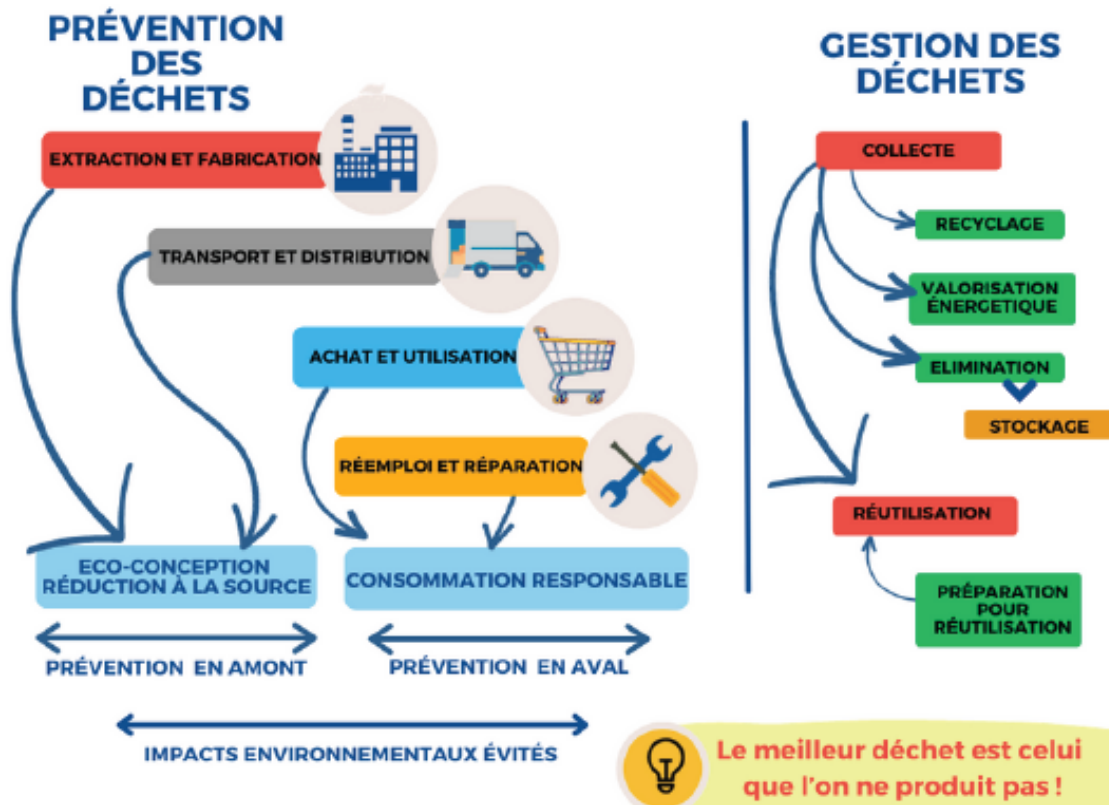 PRÉVENTION
DES
DÉCHETS
EXTRACTION ET FABRICATION
TRANSPORT ET DISTRIBUTION
ACHAT ET UTILISATION
RÉEMPLOI ET RÉPARATION
ECO-CONCEPTION
RÉDUCTION À LA SOURCE
CONSOMMATION RESPONSABLE
PRÉVENTION EN AMONT
PRÉVENTION EN AVAL
IMPACTS ENVIRONNEMENTAUX ÉVITÉS
GESTION DES
DÉCHETS
COLLECTE
RECYCLAGE
VALORISATION
ÉNERGETIQUE
ELIMINATION
STOCKAGE
RÉUTILISATION
PRÉPARATION
POUR
RÉUTILISATION
Le meilleur déchet est celui
que l'on ne produit pas !